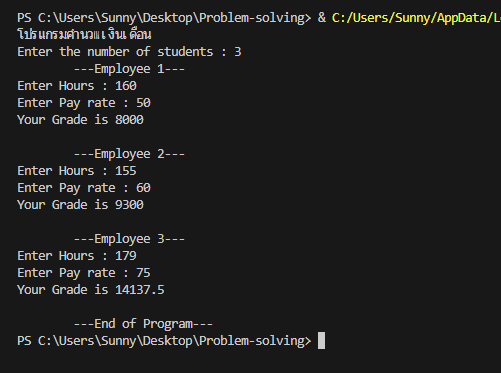 PS C:\Users\Sunny\Desktop\Problem-solving> & C:/Users/Sunny/AppData/L
โปรแกรมคำนวณเงินเดือน
Enter the number of students : 3
---Employee 1---
Enter Hours : 160
Enter Pay rate : 50
Your Grade is 8000
---Employee 2---
Enter Hours : 155
Enter Pay rate : 60
Your Grade is 9300
---Employee 3---
Enter Hours : 179
Enter Pay rate : 75
Your Grade is 14137.5
---End of Program---
PS C:\Users\Sunny\Desktop\Problem-solving>